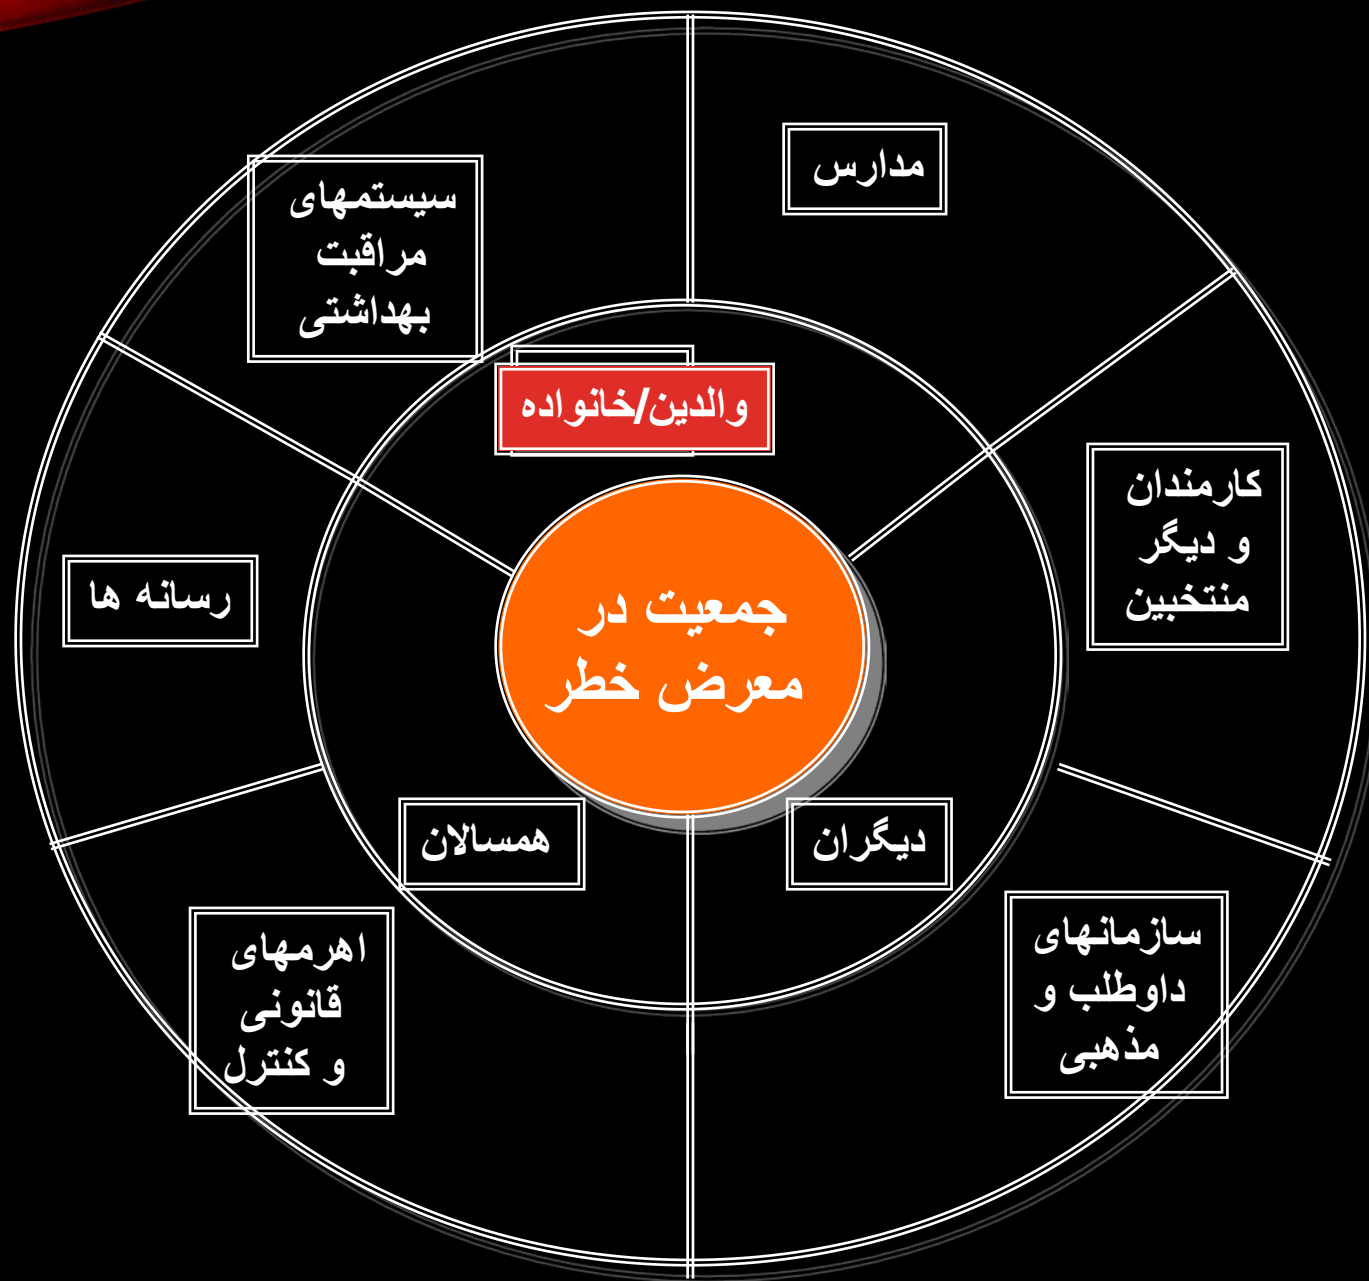 مدارس
سیستمهای
مراقبت
بهداشتی
والدین/خانواده
کارمندان
و دیگر
منتخبین
رسانه ها
جمعیت در
معرض خطر
همسالان
دیگران
سازمانهای
داوطلب و
مذهبی
اهرمهای
قانونی
و کنترل